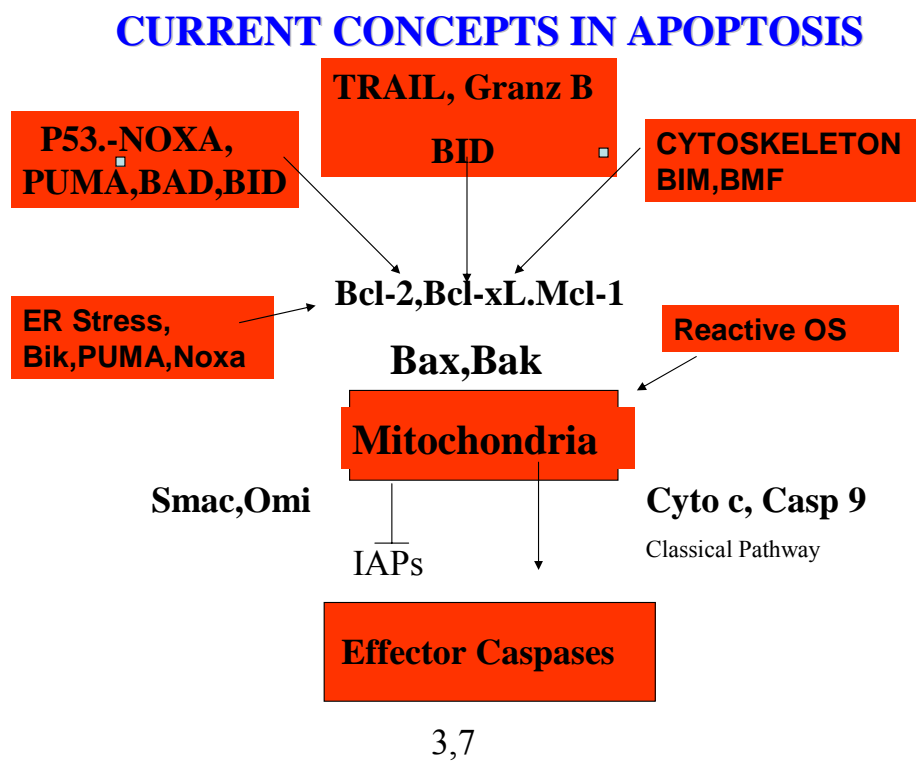 CURRENT CONCEPTS IN APOPTOSIS
TRAIL, Granz B
BID
P53.-NOXA,
PUMA,BAD,BID
CYTOSKELETON
BIM,BMF
Bcl-2,Bcl-xL.Mcl-1
ER Stress,
Bik,PUMA,Noxa
Reactive OS
Bax,Bak
Mitochondria
Smac,Omi
Cyto c, Casp 9
Classical Pathway
IAPs
Effector Caspases
3,7